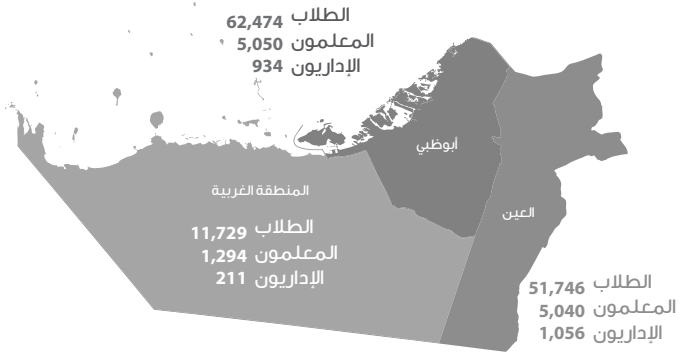 الطلاب 62,474
المعلمون 5,050
الإداريون 934
أبوظبي
المنطقة الغربية
العين
الطلاب 11,729
المعلمون 1,294
الإداريون 211
الطلاب 51,746
المعلمون 5,040
الإداريون 1,056